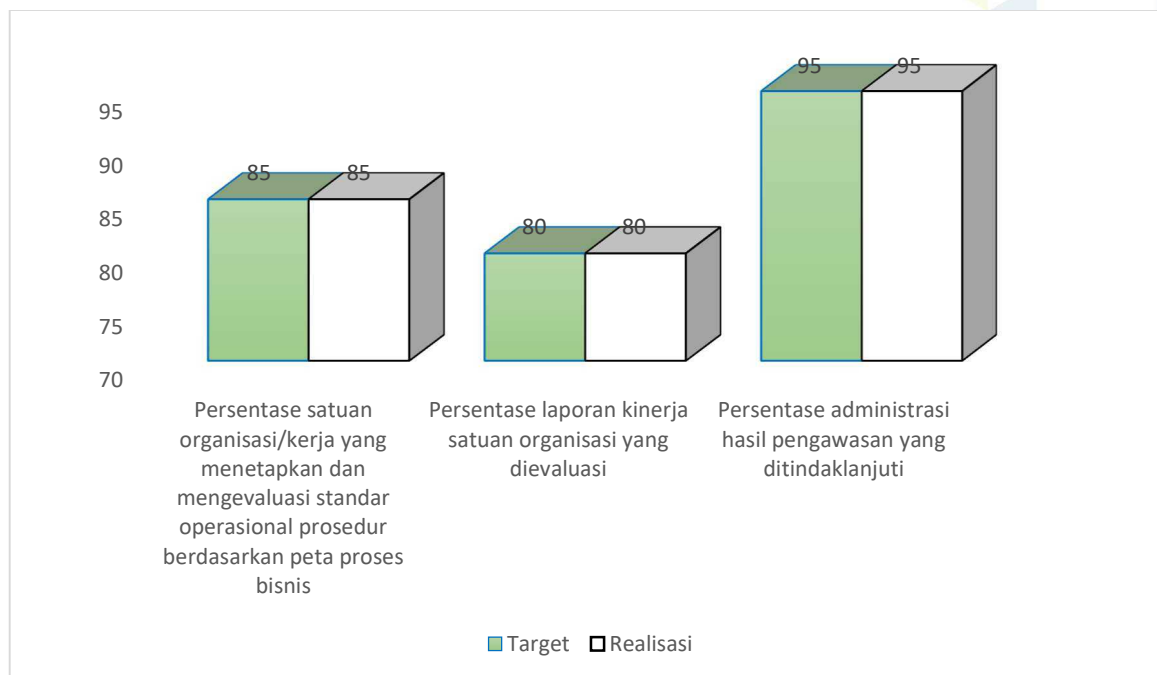 95 95
95
90
85 85
85
80 80
80
75
70
Persentase satuan
organisasi/kerja yang
menetapkan dan
mengevaluasi standar
operasional prosedur
berdasarkan peta proses
bisnis
Persentase laporan kinerja
satuan organisasi yang
dievaluasi
Persentase administrasi
hasil pengawasan yang
ditindaklanjuti
Target Realisasi